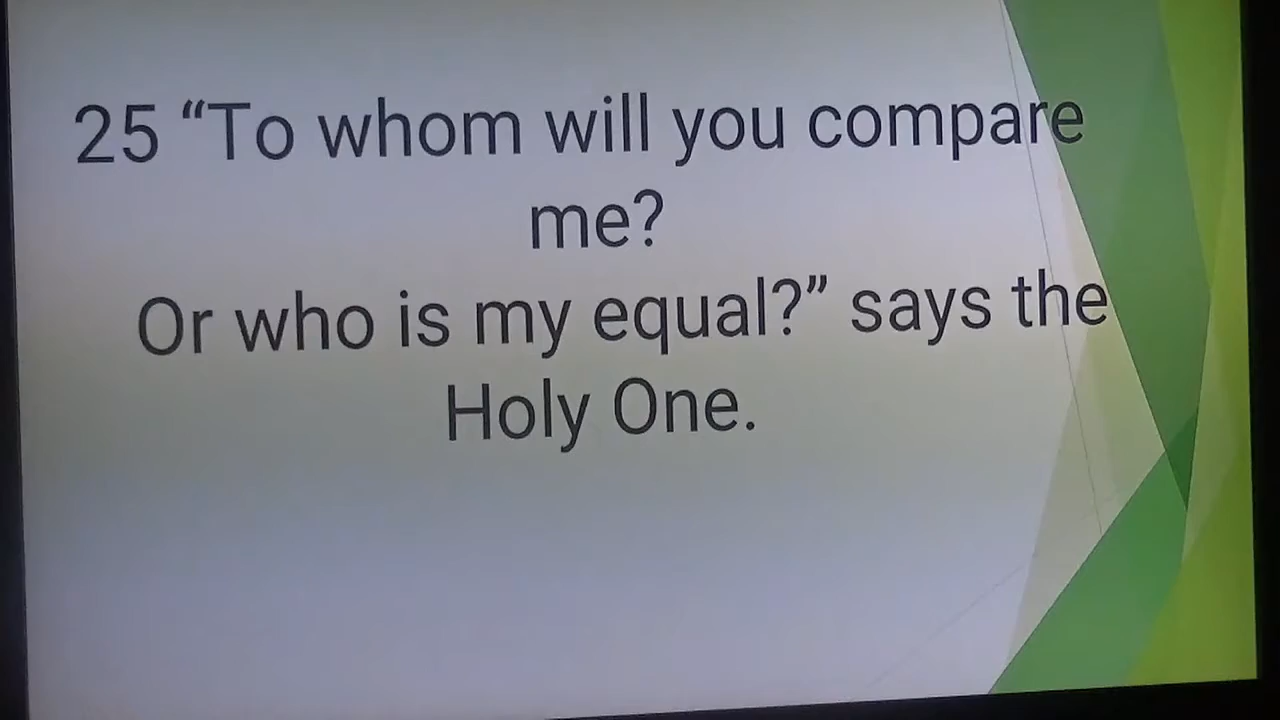 25 “To whom will you compare
me?
Or who is my equal?” says the
Holy One.